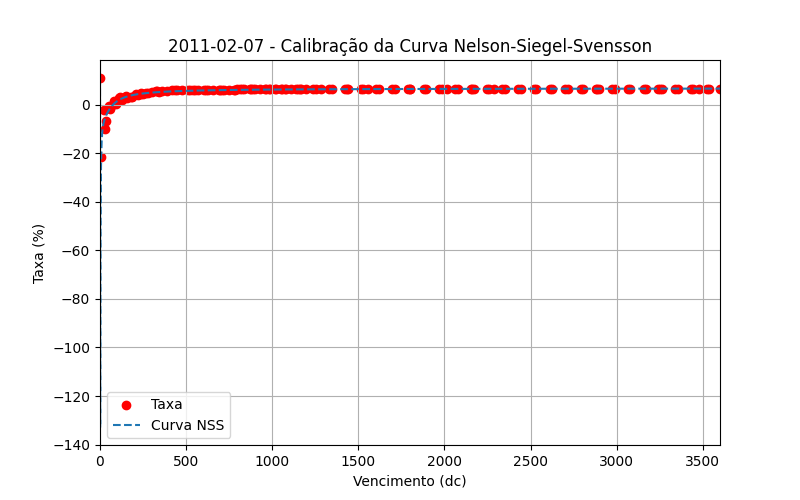 2011-02-07 - Calibração da Curva Nelson-Siegel-Svensson
Taxa (%)
0
−20
−40
−60
−80
−100
−120
−140
Taxa
Curva NSS
0 500 1000 1500 2000 2500 3000 3500
Vencimento (dc)